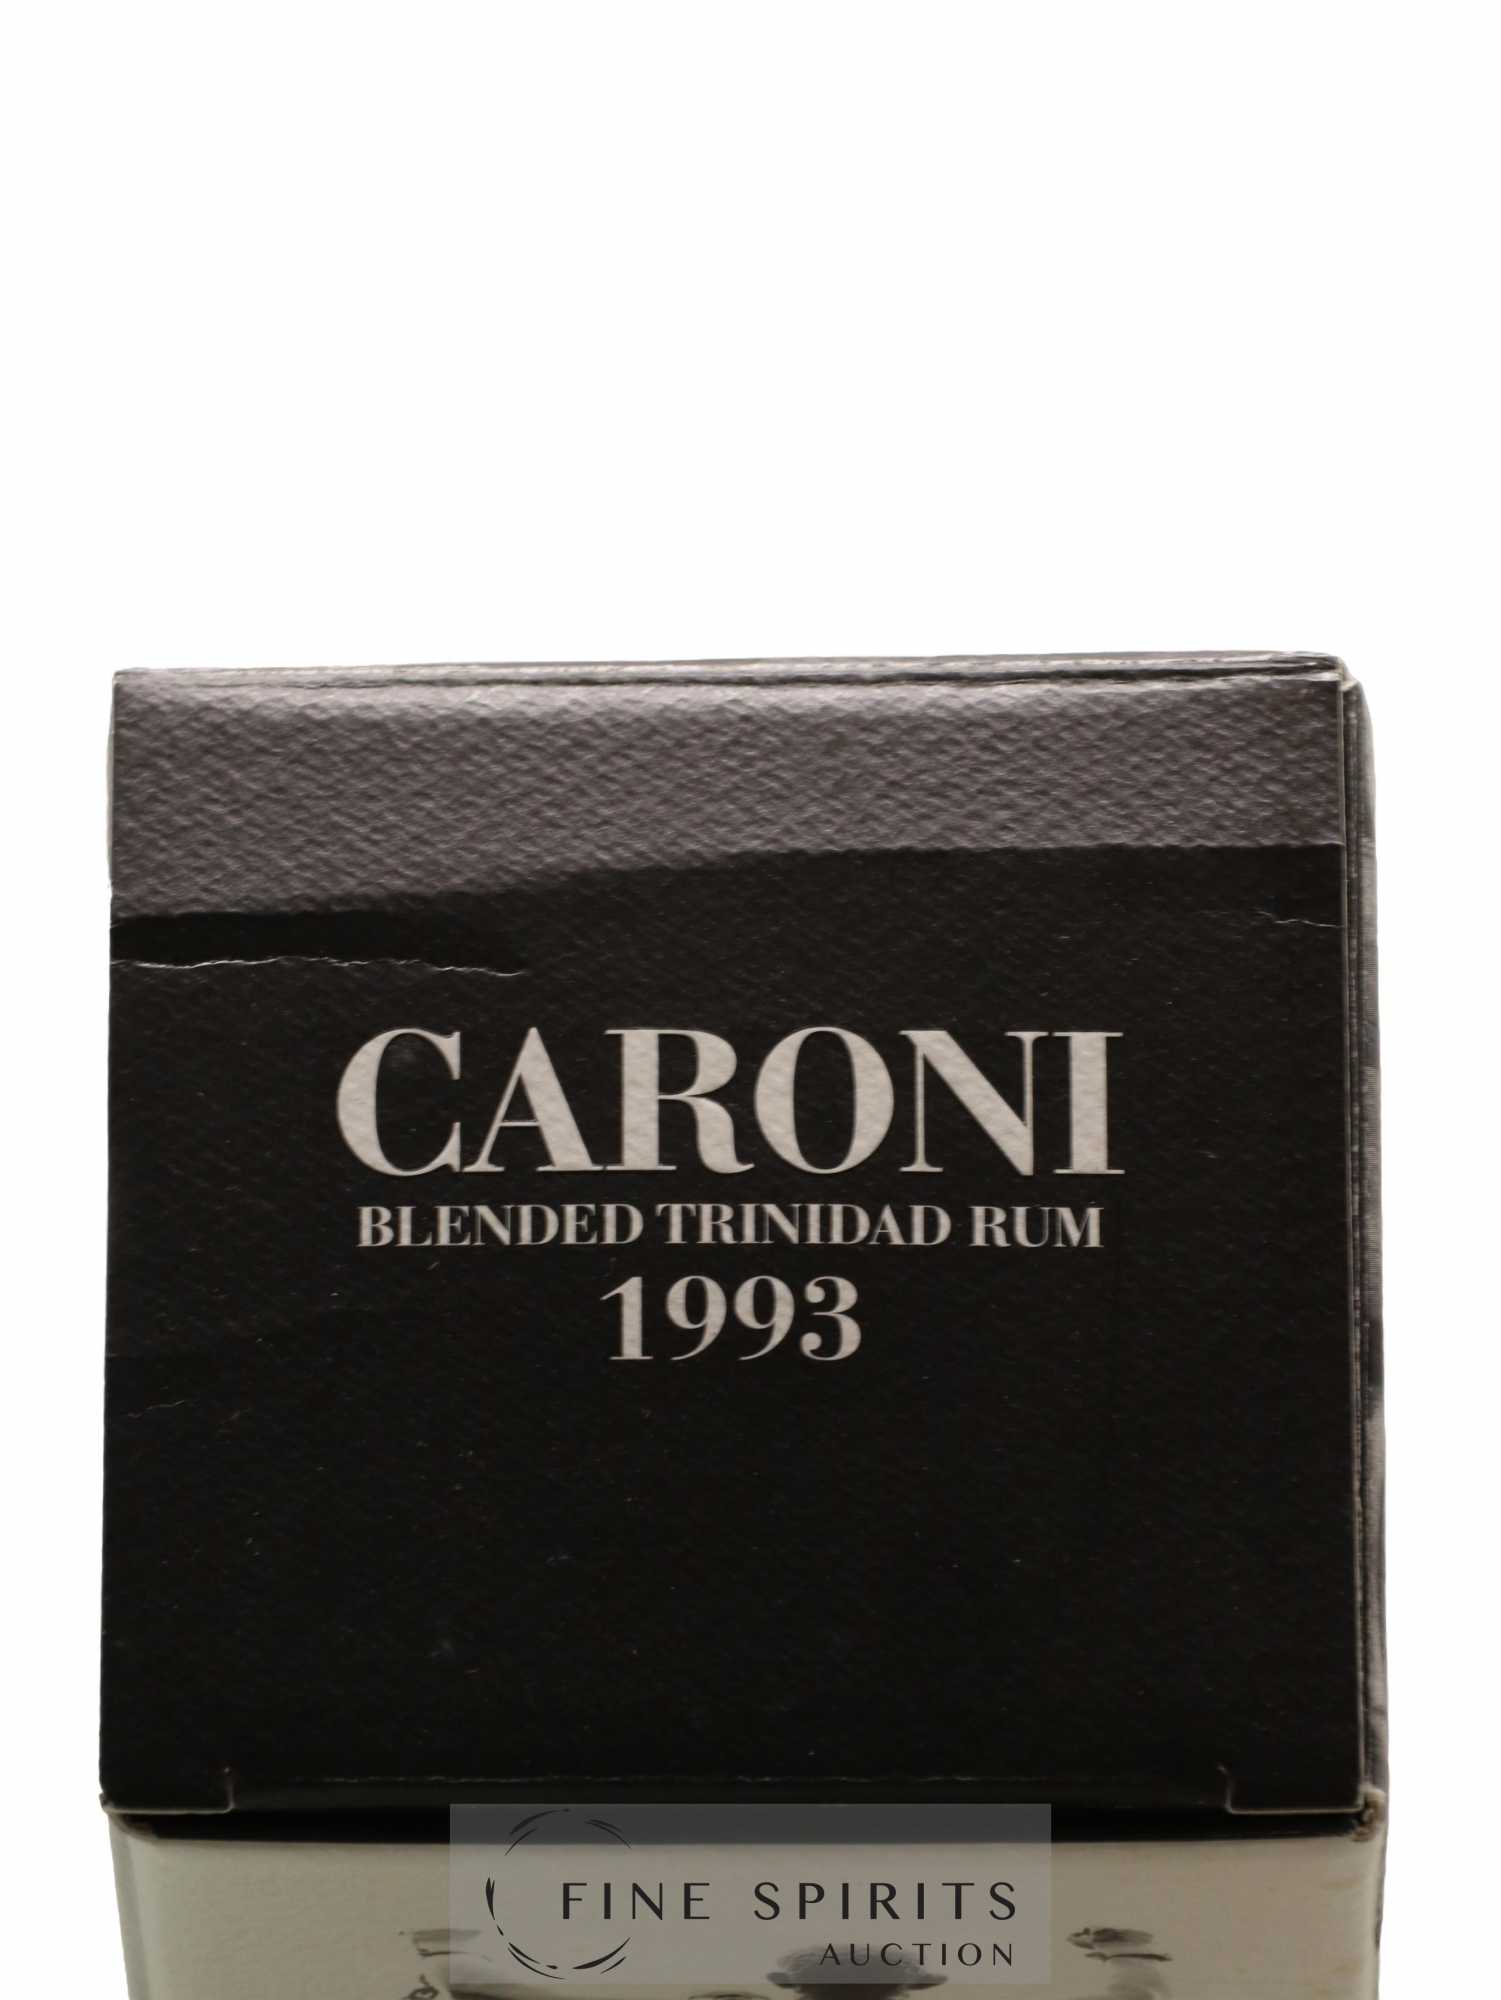 CARONI
BLENDED TRINIDAD RUM
1993
FINE SPIRITS
AUCTION